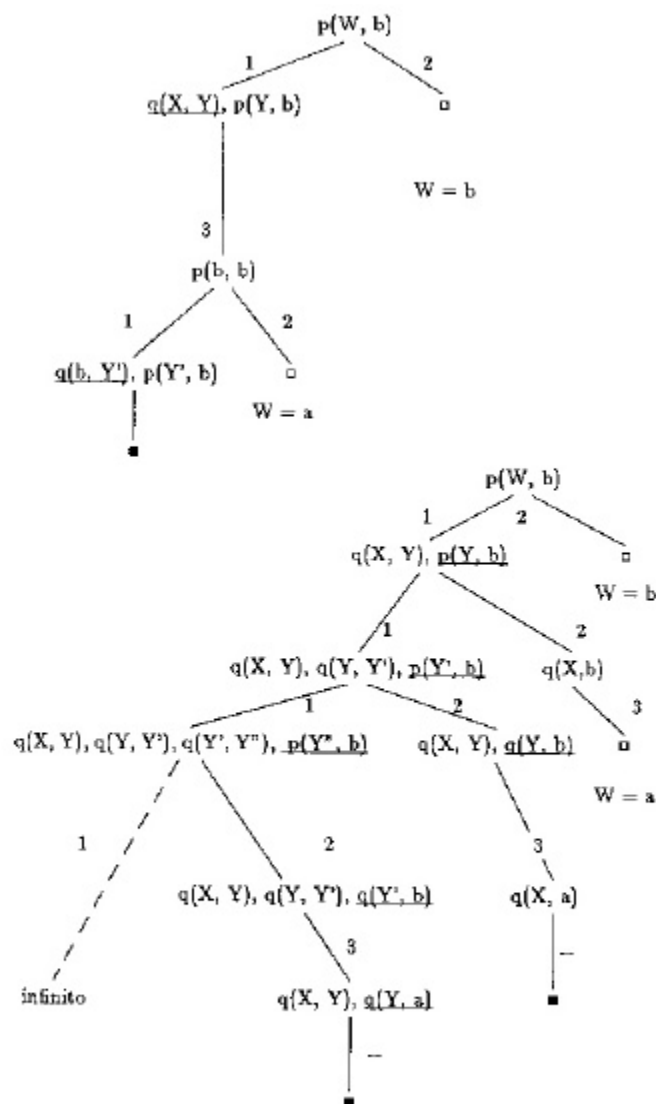 p(W, b)
1 2
q(X, Y), p(Y, b) □
W = b
3
p(b, b)
1 2
q(b, Y'), p(Y', b) □
W = a
■
p(W, b)
1 2
q(X, Y), p(Y, b) □
W = b
1 2
q(X, Y), q(Y, Y'), p(Y', b) q(X,b)
1 2 3
q(X, Y), q(Y, Y'), q(Y', Y"), p(Y", b) q(X, Y), q(Y, b) □
W = a
1 2 3
q(X, Y), q(Y, Y'), q(Y', b) q(X, a)
3 —
infinito q(X, Y), q(Y, a) ■
—
■